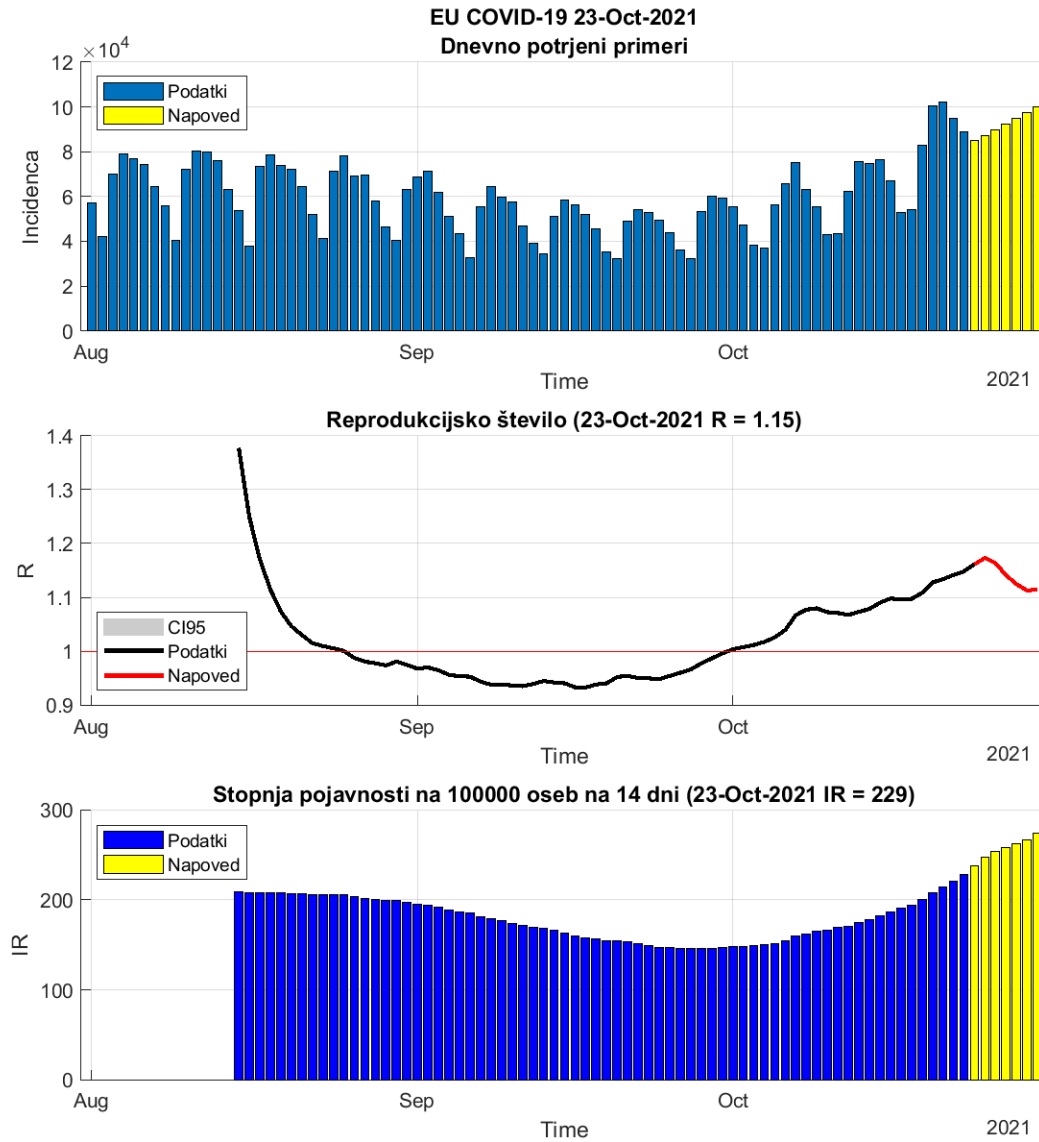 EU COVID-19 23-Oct-2021
Dnevno potrjeni primeri
×10⁴
12
10
8
6
4
2
0
Incidenca
Podatki
Napoved
Aug Sep Oct
Time
2021
Reprodukcijsko število (23-Oct-2021 R = 1.15)
1.4
1.3
1.2
1.1
1
0.9
R
CI95
Podatki
Napoved
Aug Sep Oct
Time
2021
Stopnja pojavnosti na 100000 oseb na 14 dni (23-Oct-2021 IR = 229)
300
200
100
0
IR
Podatki
Napoved
Aug Sep Oct
Time
2021